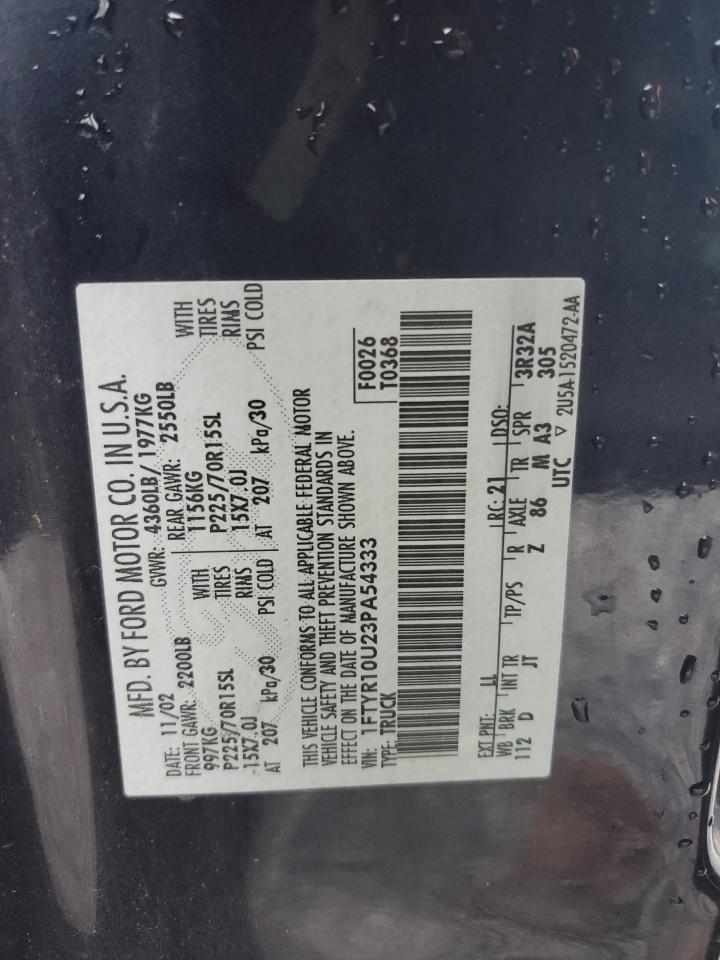 MFD. BY FORD MOTOR CO. IN U.S.A.
DATE: 11/02 GVWR: 4360LB/ 1977KG
FRONT GAWR: 2200LB REAR GAWR: 2550LB
997KG WITH 1156KG WITH
P225/70R15SL TIRES P225/70R15SL TIRES
15X7.0J RIMS 15X7.0J RIMS
AT 207 kPa/30 PSI COLD AT 207 kPa/30 PSI COLD
THIS VEHICLE CONFORMS TO ALL APPLICABLE FEDERAL MOTOR
VEHICLE SAFETY AND THEFT PREVENTION STANDARDS IN
EFFECT ON THE DATE OF MANUFACTURE SHOWN ABOVE.
VIN: 1FTYR10U23PA54333 F0026
TYPE: TRUCK T0368
EXT PNT: LL RC: 21 DSO:
WB BRK INT TR TP/PS R AXLE TR SPR 3R32A
112 D JT Z 86 M A3 305
UTC ▽ 2U5A-1520472-AA